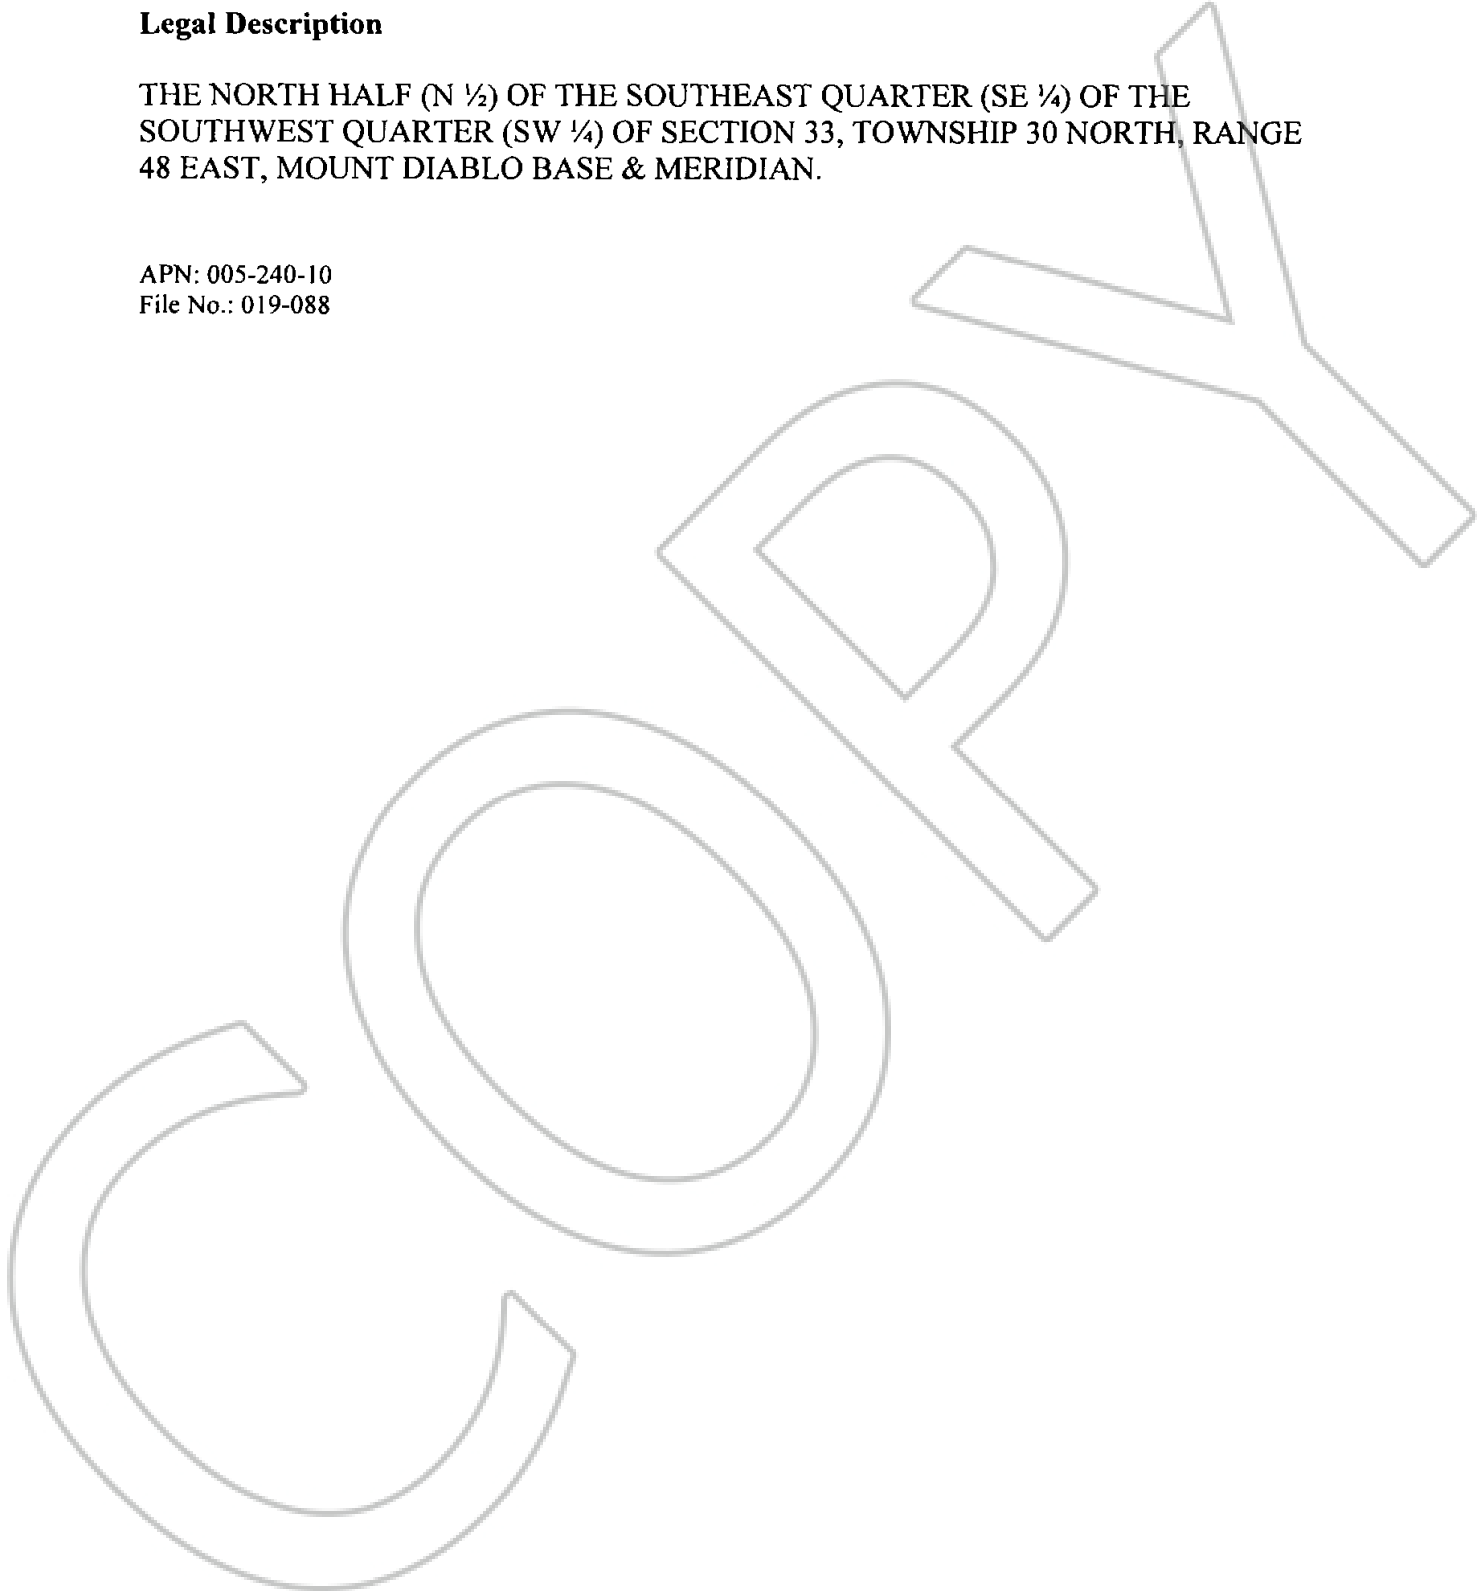 Legal Description
THE NORTH HALF (N ½) OF THE SOUTHEAST QUARTER (SE ¼) OF THE
SOUTHWEST QUARTER (SW ¼) OF SECTION 33, TOWNSHIP 30 NORTH, RANGE
48 EAST, MOUNT DIABLO BASE & MERIDIAN.
APN: 005-240-10
File No.: 019-088
COPY